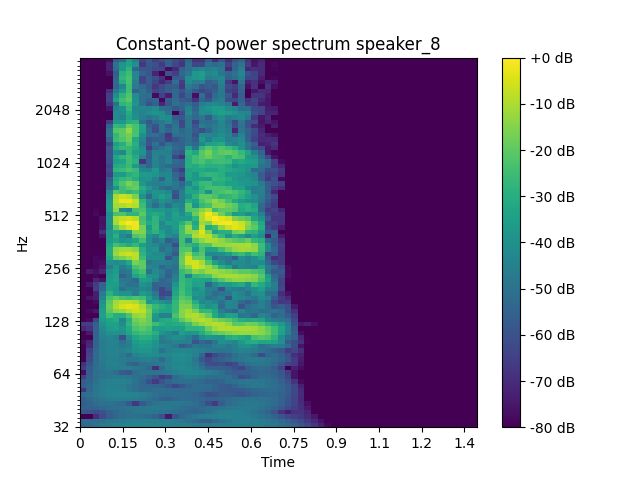 Constant-Q power spectrum speaker_8
Hz
2048
1024
512
256
128
64
32
0 0.15 0.3 0.45 0.6 0.75 0.9 1.1 1.2 1.4
Time
+0 dB
-10 dB
-20 dB
-30 dB
-40 dB
-50 dB
-60 dB
-70 dB
-80 dB